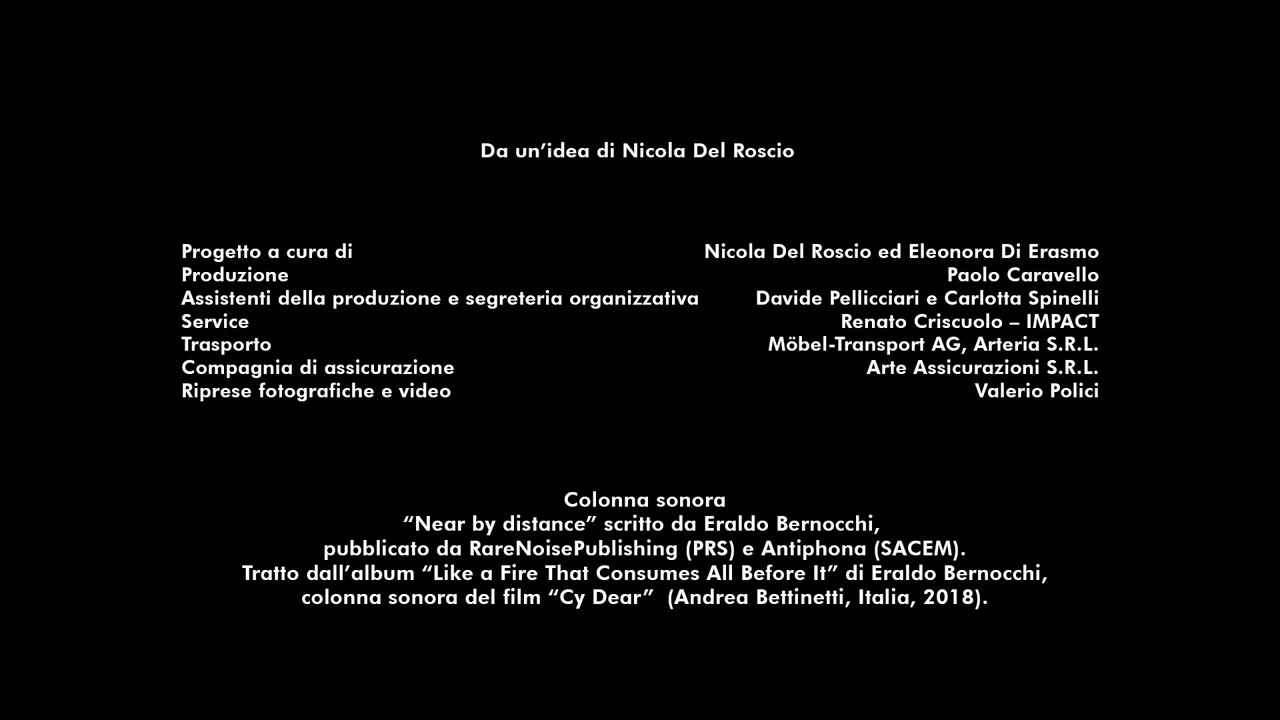 Da un’idea di Nicola Del Roscio
Progetto a cura di Nicola Del Roscio ed Eleonora Di Erasmo
Produzione Paolo Caravello
Assistenti della produzione e segreteria organizzativa Davide Pellicciari e Carlotta Spinelli
Service Renato Criscuolo – IMPACT
Trasporto Möbel-Transport AG, Arteria S.R.L.
Compagnia di assicurazione Arte Assicurazioni S.R.L.
Riprese fotografiche e video Valerio Polici
Colonna sonora
“Near by distance” scritto da Eraldo Bernocchi,
pubblicato da RareNoisePublishing (PRS) e Antiphona (SACEM).
Tratto dall’album “Like a Fire That Consumes All Before It” di Eraldo Bernocchi,
colonna sonora del film “Cy Dear” (Andrea Bettinetti, Italia, 2018).